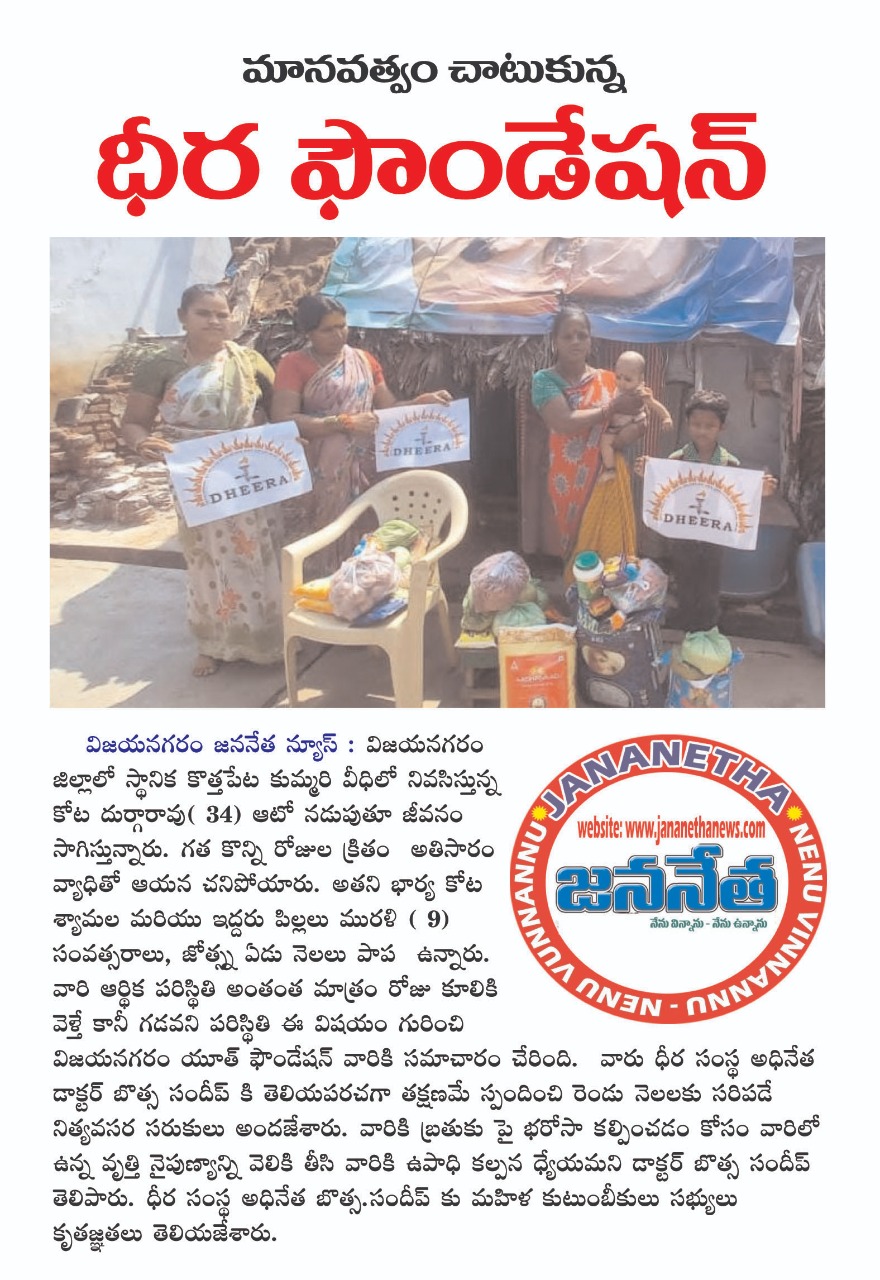 మానవత్వం చాటుకున్న
ధీర ఫౌండేషన్
DHEERA
DHEERA
DHEERA
విజయనగరం జననేత న్యూస్ : విజయనగరం
జిల్లాలో స్థానిక కొత్తపేట కుమ్మరి వీధిలో నివసిస్తున్న
కోట దుర్గారావు( 34) ఆటో నడుపుతూ జీవనం
సాగిస్తున్నారు. గత కొన్ని రోజుల క్రితం అతిసారం
వ్యాధితో ఆయన చనిపోయారు. అతని భార్య కోట
శ్యామల మరియు ఇద్దరు పిల్లలు మురళి ( 9)
సంవత్సరాలు, జోత్స్న ఏడు నెలలు పాప ఉన్నారు.
వారి ఆర్థిక పరిస్థితి అంతంత మాత్రం రోజు కూలికి
వెళ్తే కానీ గడవని పరిస్థితి ఈ విషయం గురించి
విజయనగరం యూత్ ఫౌండేషన్ వారికి సమాచారం చేరింది. వారు ధీర సంస్థ అధినేత
డాక్టర్ బొత్స సందీప్ కి తెలియపరచగా తక్షణమే స్పందించి రెండు నెలలకు సరిపడే
నిత్యవసర సరుకులు అందజేశారు. వారికి బ్రతుకు పై భరోసా కల్పించడం కోసం వారిలో
ఉన్న వృత్తి నైపుణ్యాన్ని వెలికి తీసి వారికి ఉపాధి కల్పన ధ్యేయమని డాక్టర్ బొత్స సందీప్
తెలిపారు. ధీర సంస్థ అధినేత బొత్స.సందీప్ కు మహిళ కుటుంబీకులు సభ్యులు
కృతజ్ఞతలు తెలియజేశారు.
JANANETHA
website: www.jananethanews.com
జననేత
నేను విన్నాను - నేను ఉన్నాను
NENU VINNANNU - NENU VUNNANNU